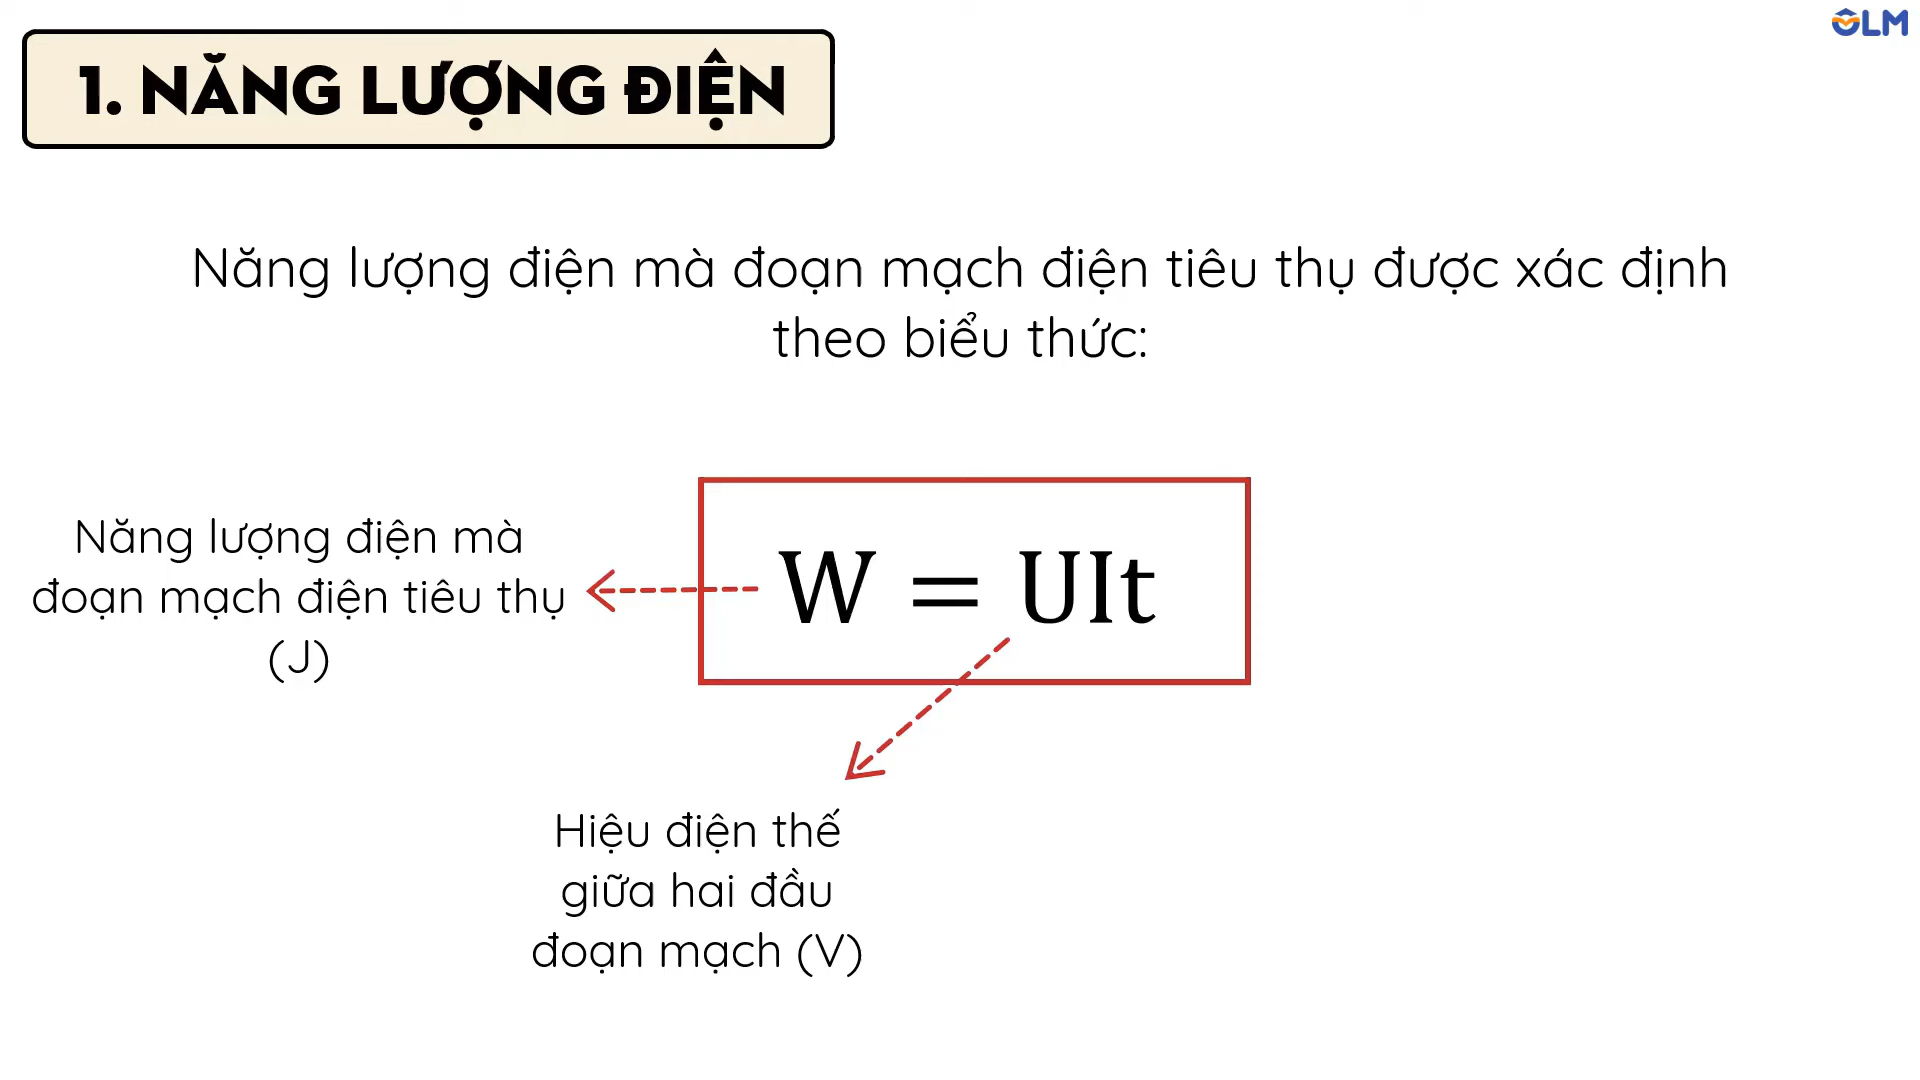 OLM
1. NĂNG LƯỢNG ĐIỆN
Năng lượng điện mà đoạn mạch điện tiêu thụ được xác định
theo biểu thức:
Năng lượng điện mà
đoạn mạch điện tiêu thụ
(J)
W = UIt
Hiệu điện thế
giữa hai đầu
đoạn mạch (V)